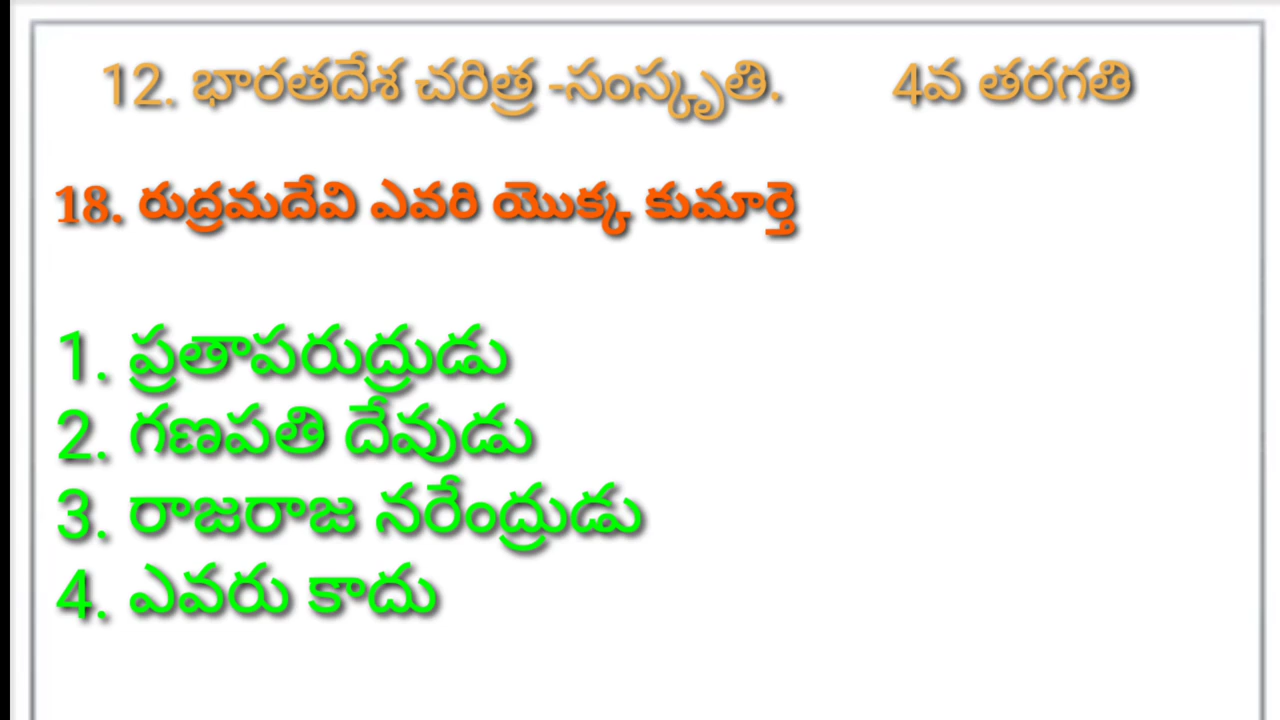 12. భారతదేశ చరిత్ర -సంస్కృతి. 4వ తరగతి
18. రుద్రమదేవి ఎవరి యొక్క కుమార్తె
1. ప్రతాపరుద్రుడు
2. గణపతి దేవుడు
3. రాజరాజ నరేంద్రుడు
4. ఎవరు కాదు